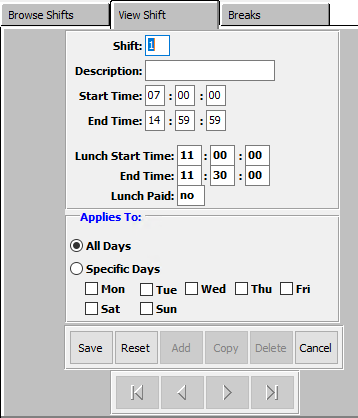 Browse Shifts View Shift Breaks
Shift: 1
Description:
Start Time: 07 : 00 : 00
End Time: 14 : 59 : 59
Lunch Start Time: 11 : 00 : 00
End Time: 11 : 30 : 00
Lunch Paid: no
Applies To:
All Days
Specific Days
Mon Tue Wed Thu Fri
Sat Sun
Save Reset Add Copy Delete Cancel